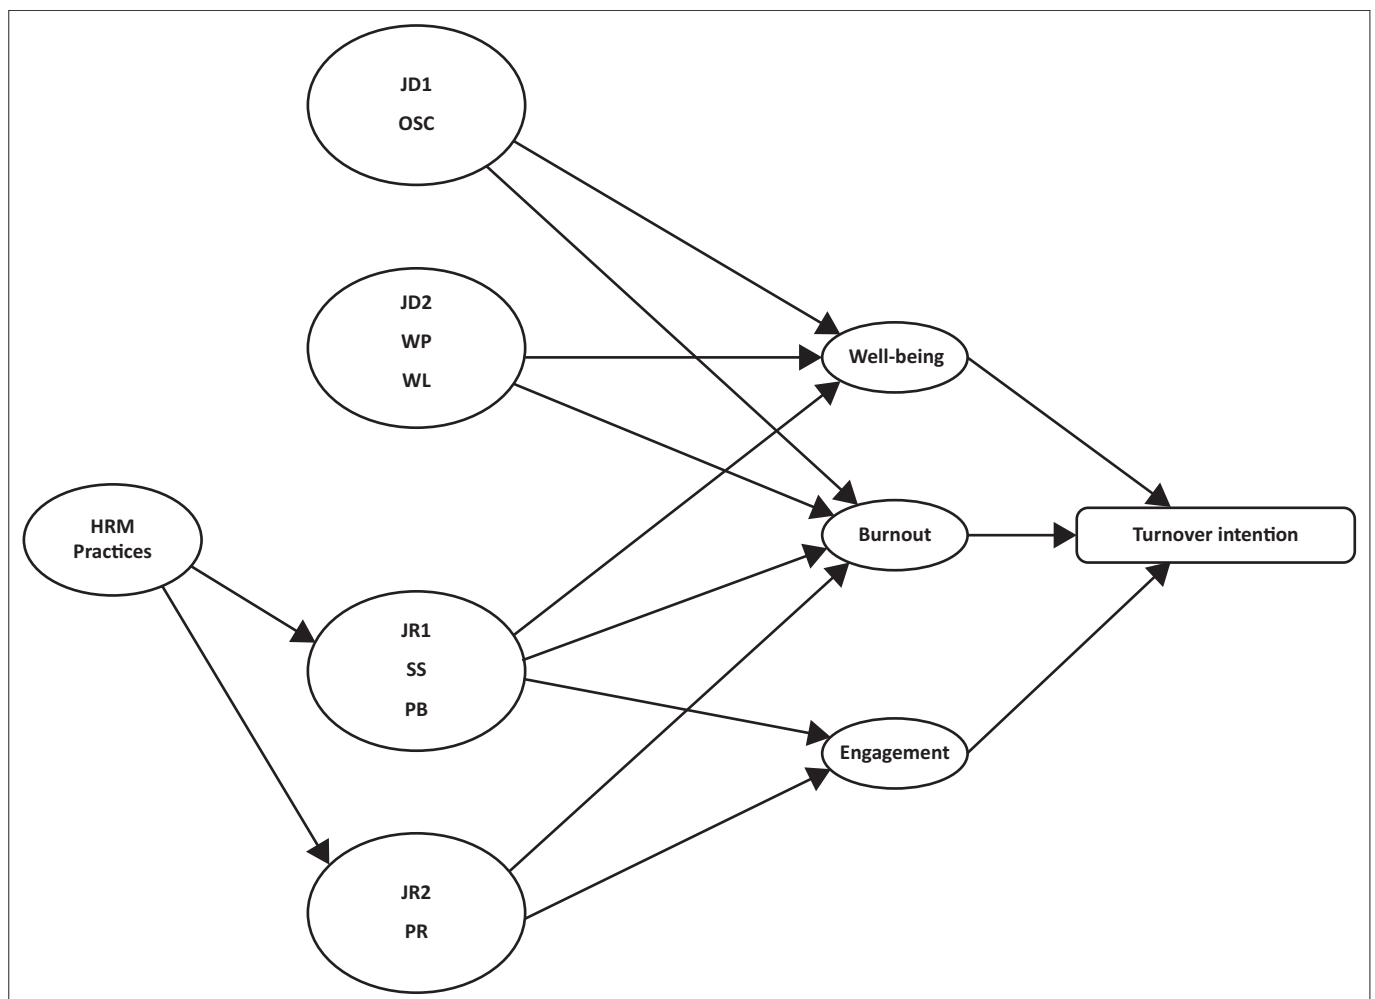 JD1
OSC
JD2
WP
WL
HRM
Practices
JR1
SS
PB
JR2
PR
Well-being
Burnout
Engagement
Turnover intention